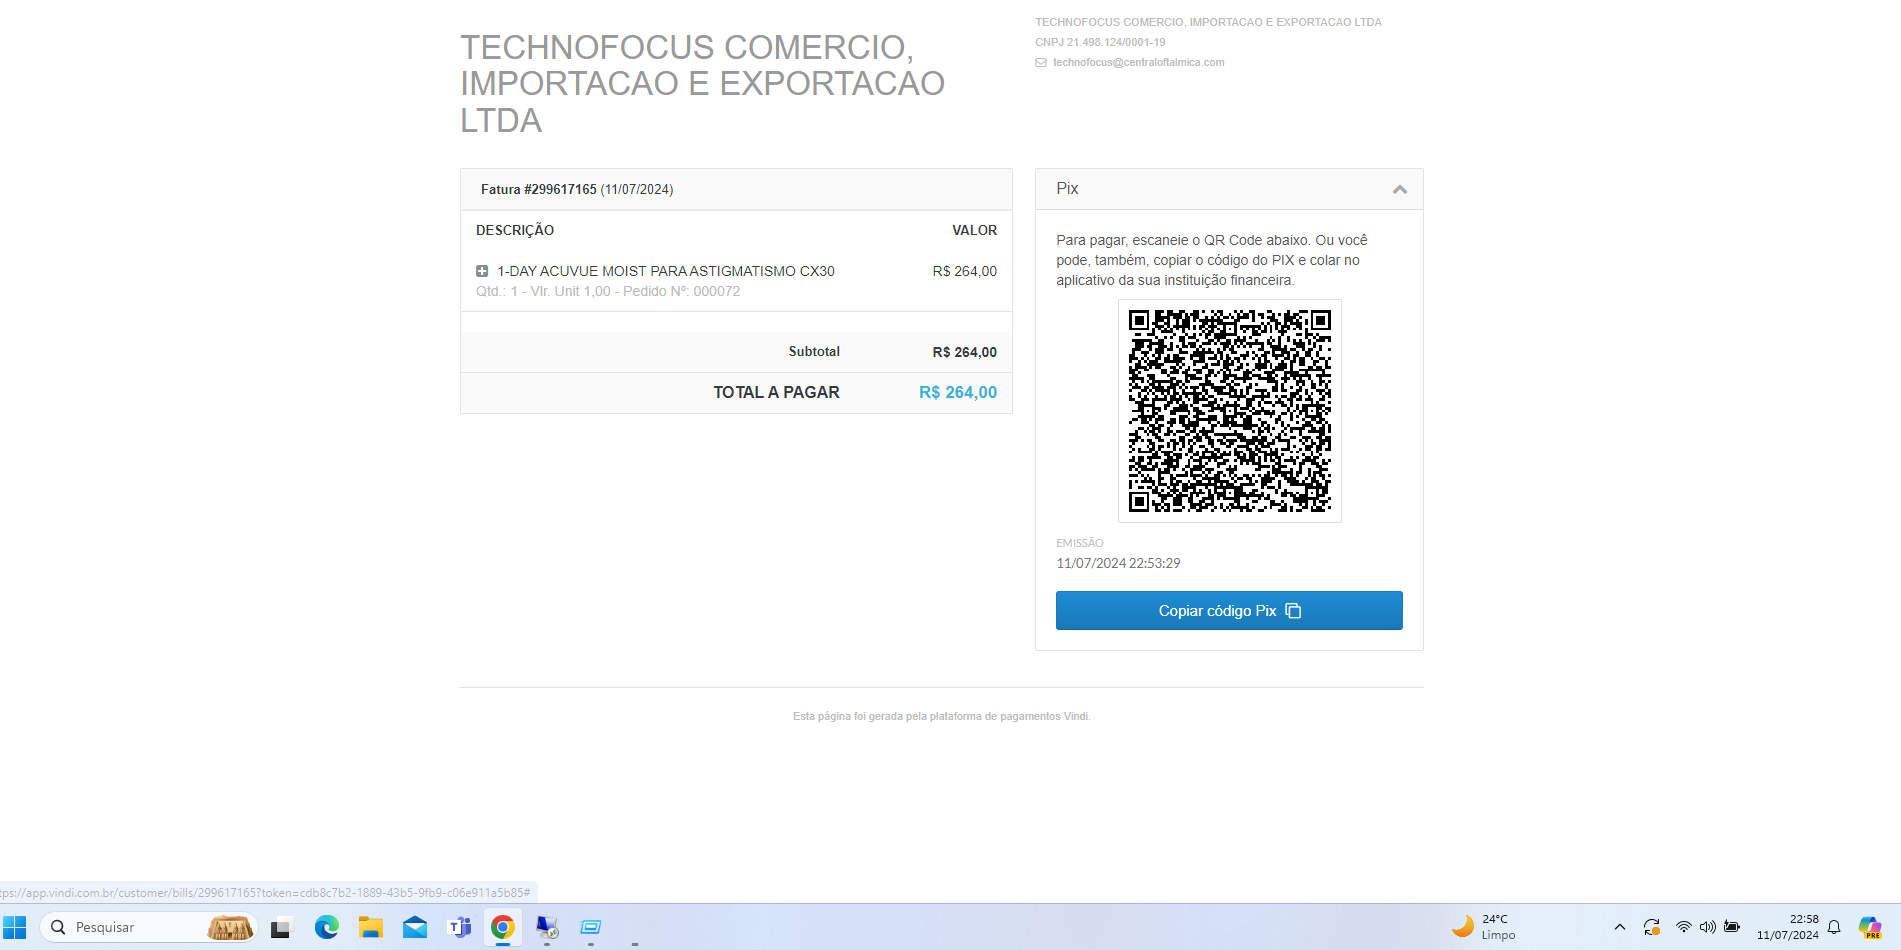 TECHNOFOCUS COMERCIO,
IMPORTACAO E EXPORTACAO
LTDA
TECHNOFOCUS COMERCIO, IMPORTACAO E EXPORTACAO LTDA
CNPJ 21.498.124/0001-19
technofocus@centraloftalmica.com
Fatura #299617165 (11/07/2024)
DESCRIÇÃO VALOR
1-DAY ACUVUE MOIST PARA ASTIGMATISMO CX30 R$ 264,00
Qtd.: 1 - Vlr. Unit 1,00 - Pedido Nº: 000072
Subtotal R$ 264,00
TOTAL A PAGAR R$ 264,00
Pix
Para pagar, escaneie o QR Code abaixo. Ou você
pode, também, copiar o código do PIX e colar no
aplicativo da sua instituição financeira.
EMISSÃO
11/07/2024 22:53:29
Copiar código Pix
Esta página foi gerada pela plataforma de pagamentos Vindi.
tps://app.vindi.com.br/customer/bills/299617165?token=cdb8c7b2-1889-43b5-9fb9-c06e911a5b85#
Pesquisar
24°C
Limpo
22:58
11/07/2024
PRE